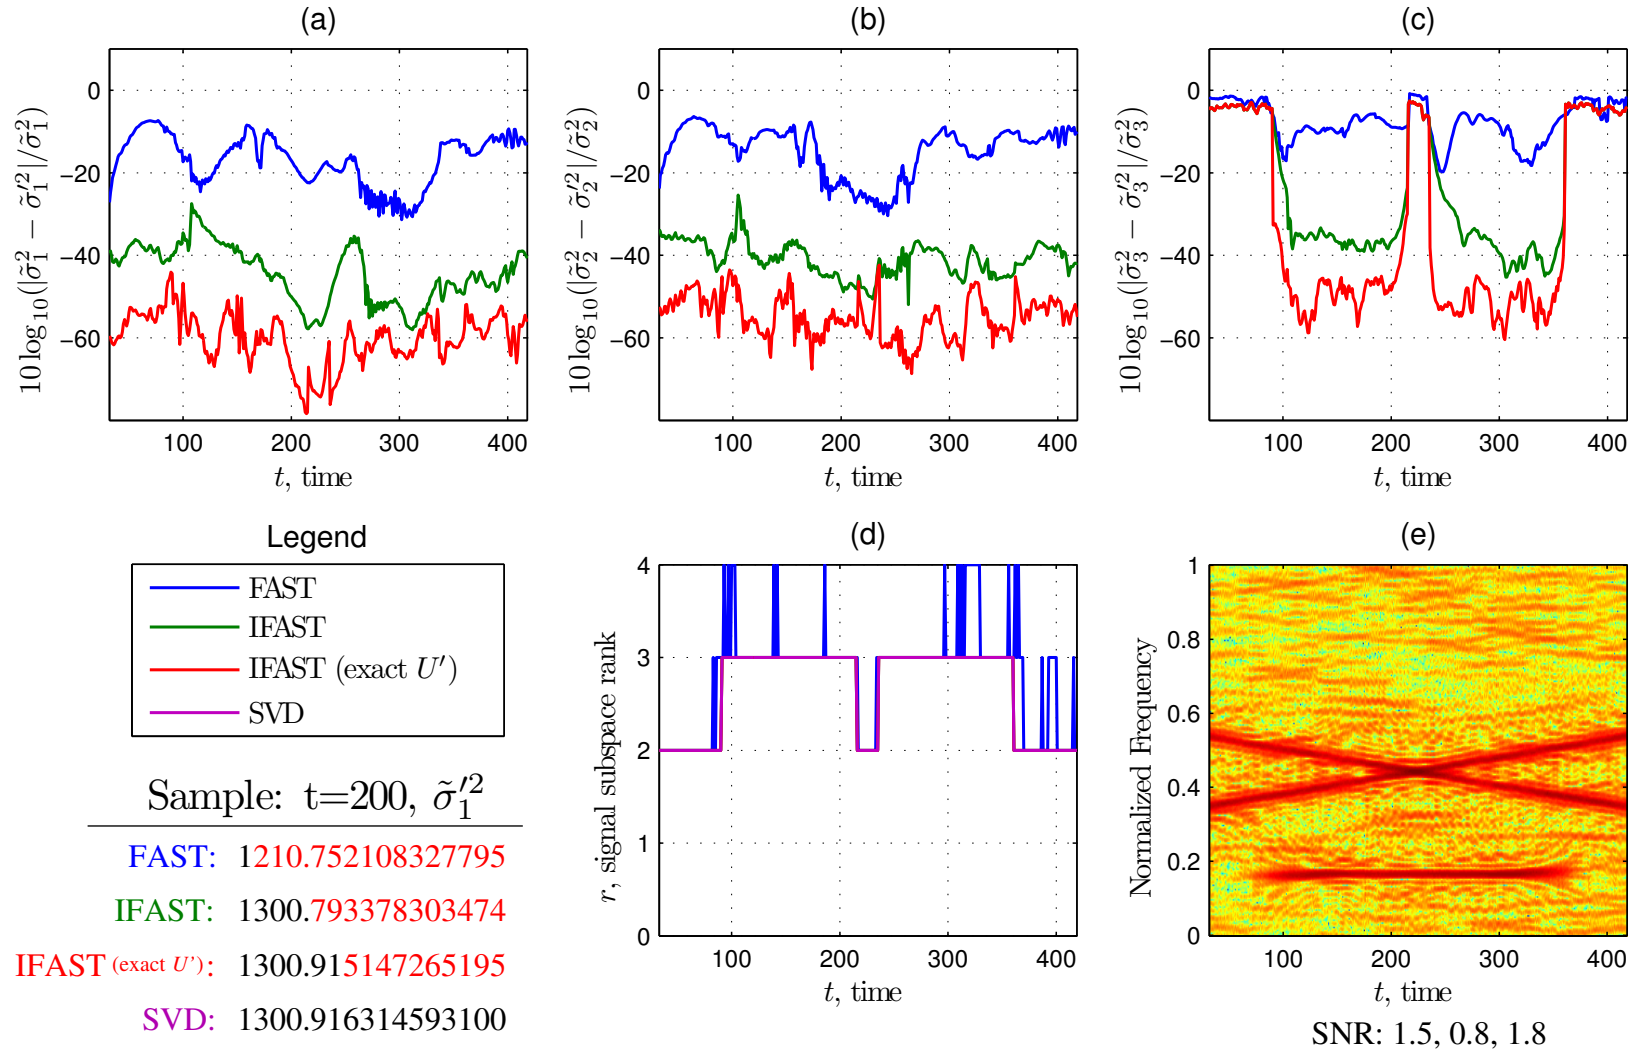 (a)
10 log10(|σ̃₁² − σ̃′₁²|/σ̃₁²)
0
−20
−40
−60
100 200 300 400
t, time
(b)
10 log10(|σ̃₂² − σ̃′₂²|/σ̃₂²)
0
−20
−40
−60
100 200 300 400
t, time
(c)
10 log10(|σ̃₃² − σ̃′₃²|/σ̃₃²)
0
−20
−40
−60
100 200 300 400
t, time
Legend
FAST
IFAST
IFAST (exact U′)
SVD
Sample: t=200, σ̃′₁²
FAST: 1210.752108327795
IFAST: 1300.793378303474
IFAST (exact U’): 1300.915147265195
SVD: 1300.916314593100
(d)
r, signal subspace rank
4
3
2
1
0
100 200 300 400
t, time
(e)
Normalized Frequency
1
0.8
0.6
0.4
0.2
0
100 200 300 400
t, time
SNR: 1.5, 0.8, 1.8